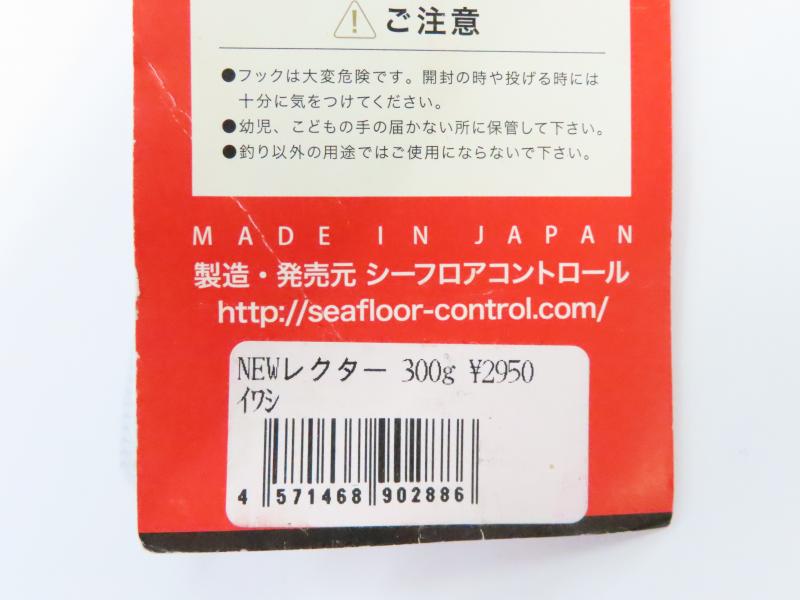 ご注意
●フックは大変危険です。開封の時や投げる時には
十分に気をつけてください。
●幼児、こどもの手の届かない所に保管して下さい。
●釣り以外の用途ではご使用にならないで下さい。
MADE IN JAPAN
製造・発売元 シーフロアコントロール
http://seafloor-control.com/
NEWレクター 300g ¥2950
ｲﾜｼ
4 571468 902886